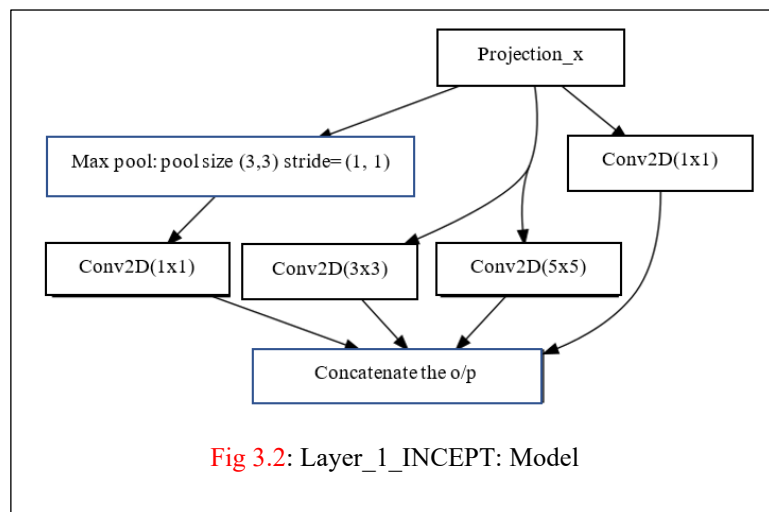 Projection_x
Max pool: pool size (3,3) stride= (1, 1)
Conv2D(1x1)
Conv2D(1x1)
Conv2D(3x3)
Conv2D(5x5)
Concatenate the o/p
Fig 3.2: Layer_1_INCEPT: Model